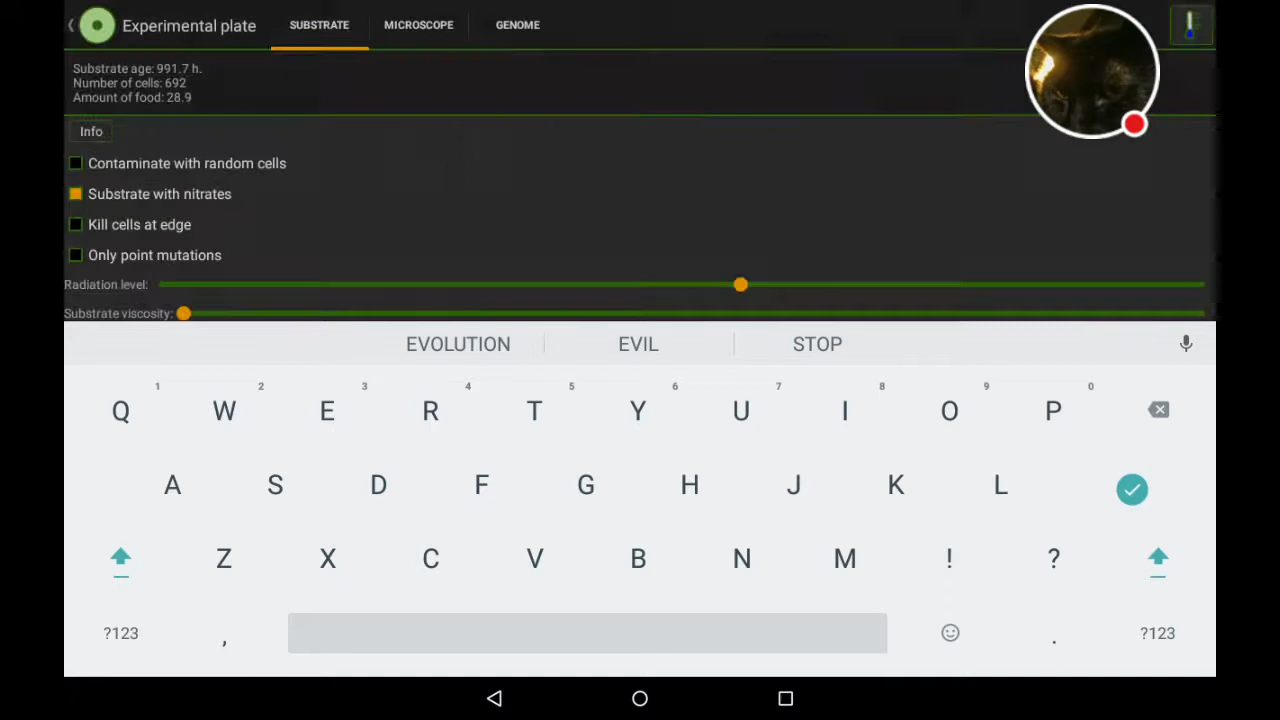 Experimental plate SUBSTRATE MICROSCOPE GENOME
Substrate age: 991.7 h.
Number of cells: 692
Amount of food: 28.9
Info
Contaminate with random cells
Substrate with nitrates
Kill cells at edge
Only point mutations
Radiation level:
Substrate viscosity:
EVOLUTION EVIL STOP
1 2 3 4 5 6 7 8 9 0
Q W E R T Y U I O P
A S D F G H J K L
Z X C V B N M ! ?
?123 , . ?123